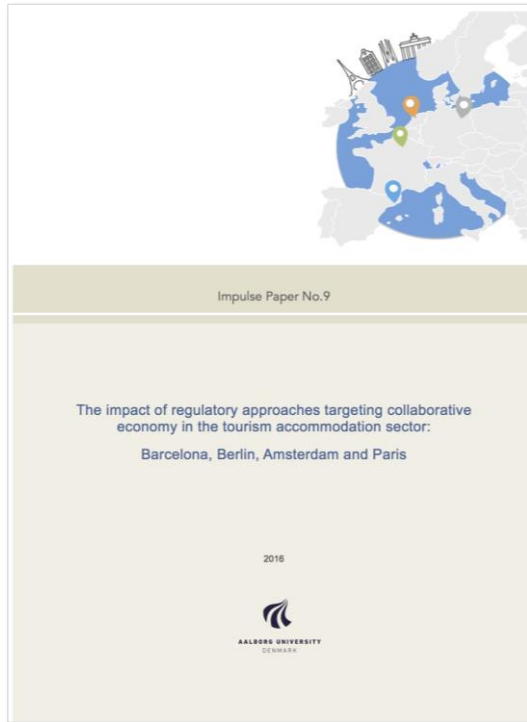 Impulse Paper No.9
The impact of regulatory approaches targeting collaborative
economy in the tourism accommodation sector:
Barcelona, Berlin, Amsterdam and Paris
2016
AALBORG UNIVERSITY
DENMARK